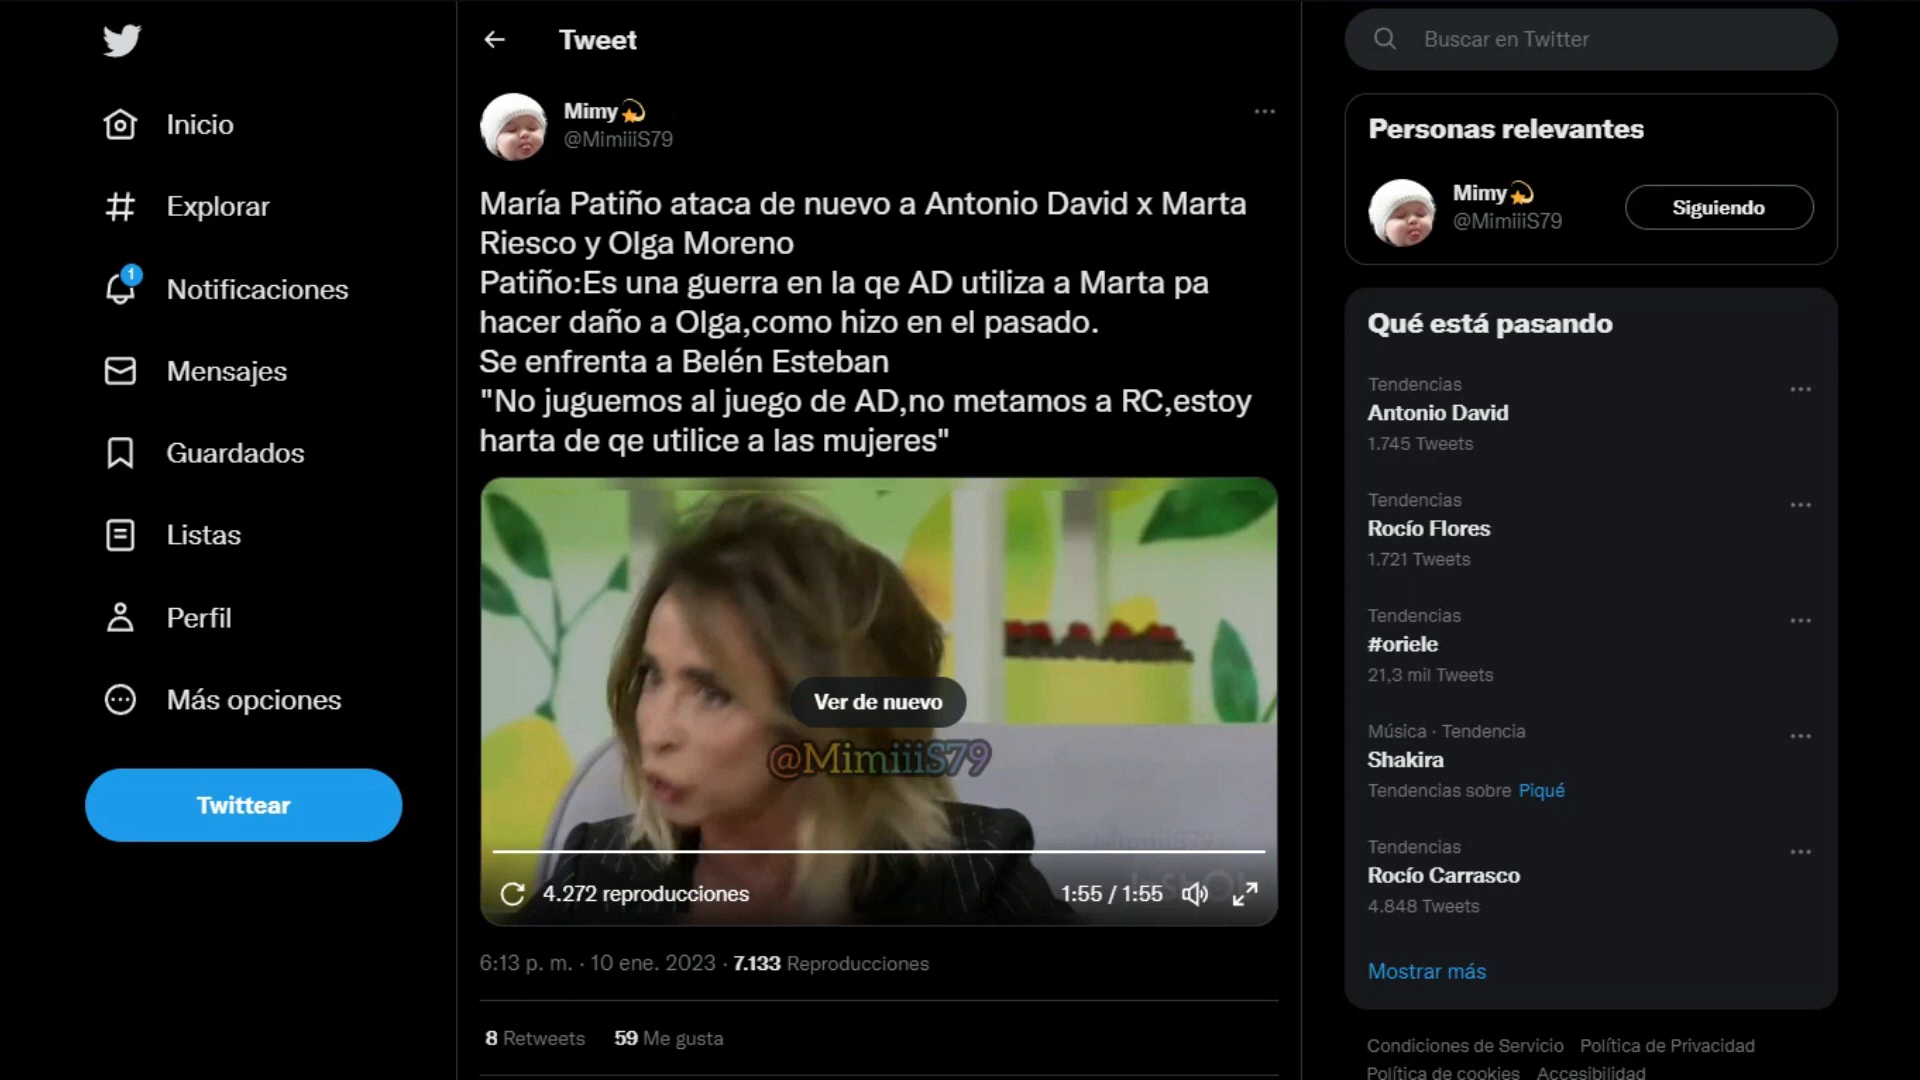 Inicio
Explorar
1
Notificaciones
Mensajes
Guardados
Listas
Perfil
Más opciones
Twittear
Tweet
Mimy
@MimiiiS79
María Patiño ataca de nuevo a Antonio David x Marta
Riesco y Olga Moreno
Patiño:Es una guerra en la qe AD utiliza a Marta pa
hacer daño a Olga,como hizo en el pasado.
Se enfrenta a Belén Esteban
"No juguemos al juego de AD,no metamos a RC,estoy
harta de qe utilice a las mujeres"
Ver de nuevo
@MimiiiS79
@MimiiiS79
4.272 reproducciones
1:55 / 1:55
6:13 p. m. · 10 ene. 2023 · 7.133 Reproducciones
8 Retweets 59 Me gusta
Buscar en Twitter
Personas relevantes
Mimy
@MimiiiS79
Siguiendo
Qué está pasando
Tendencias
Antonio David
1.745 Tweets
Tendencias
Rocío Flores
1.721 Tweets
Tendencias
#oriele
21,3 mil Tweets
Música · Tendencia
Shakira
Tendencias sobre Piqué
Tendencias
Rocío Carrasco
4.848 Tweets
Mostrar más
Condiciones de Servicio Política de Privacidad
Política de cookies Accesibilidad